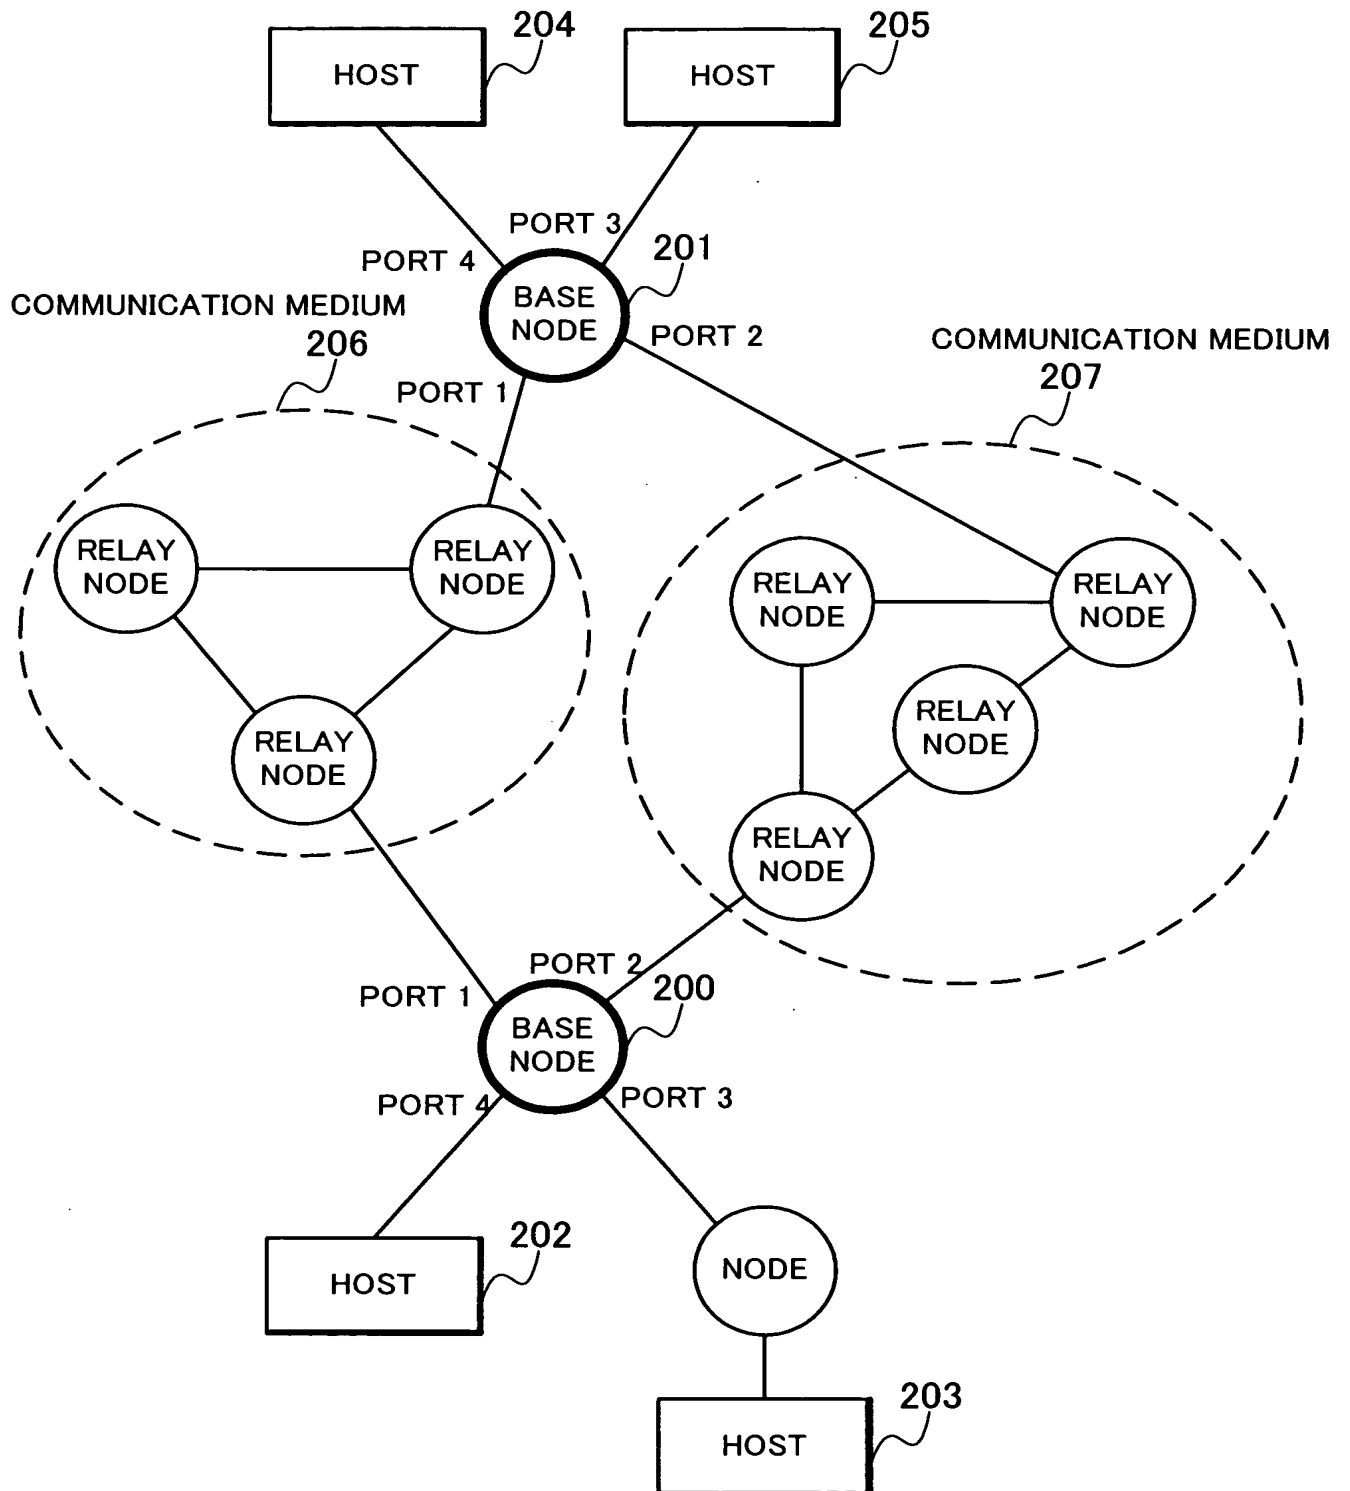 204
205
HOST
HOST
PORT 3
201
PORT 4
BASE
NODE
COMMUNICATION MEDIUM
206
PORT 2
COMMUNICATION MEDIUM
207
PORT 1
RELAY
NODE
RELAY
NODE
RELAY
NODE
RELAY
NODE
RELAY
NODE
RELAY
NODE
RELAY
NODE
PORT 2
PORT 1
200
BASE
NODE
PORT 4
PORT 3
202
HOST
NODE
203
HOST